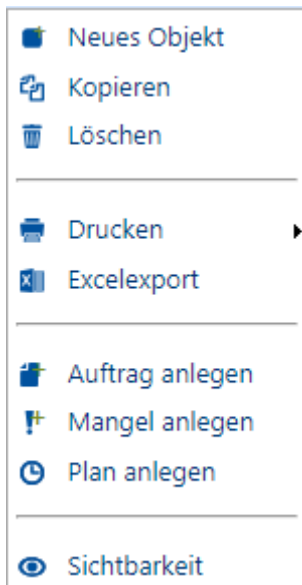 Neues Objekt
Kopieren
Löschen
Drucken
Excelexport
Auftrag anlegen
Mangel anlegen
Plan anlegen
Sichtbarkeit